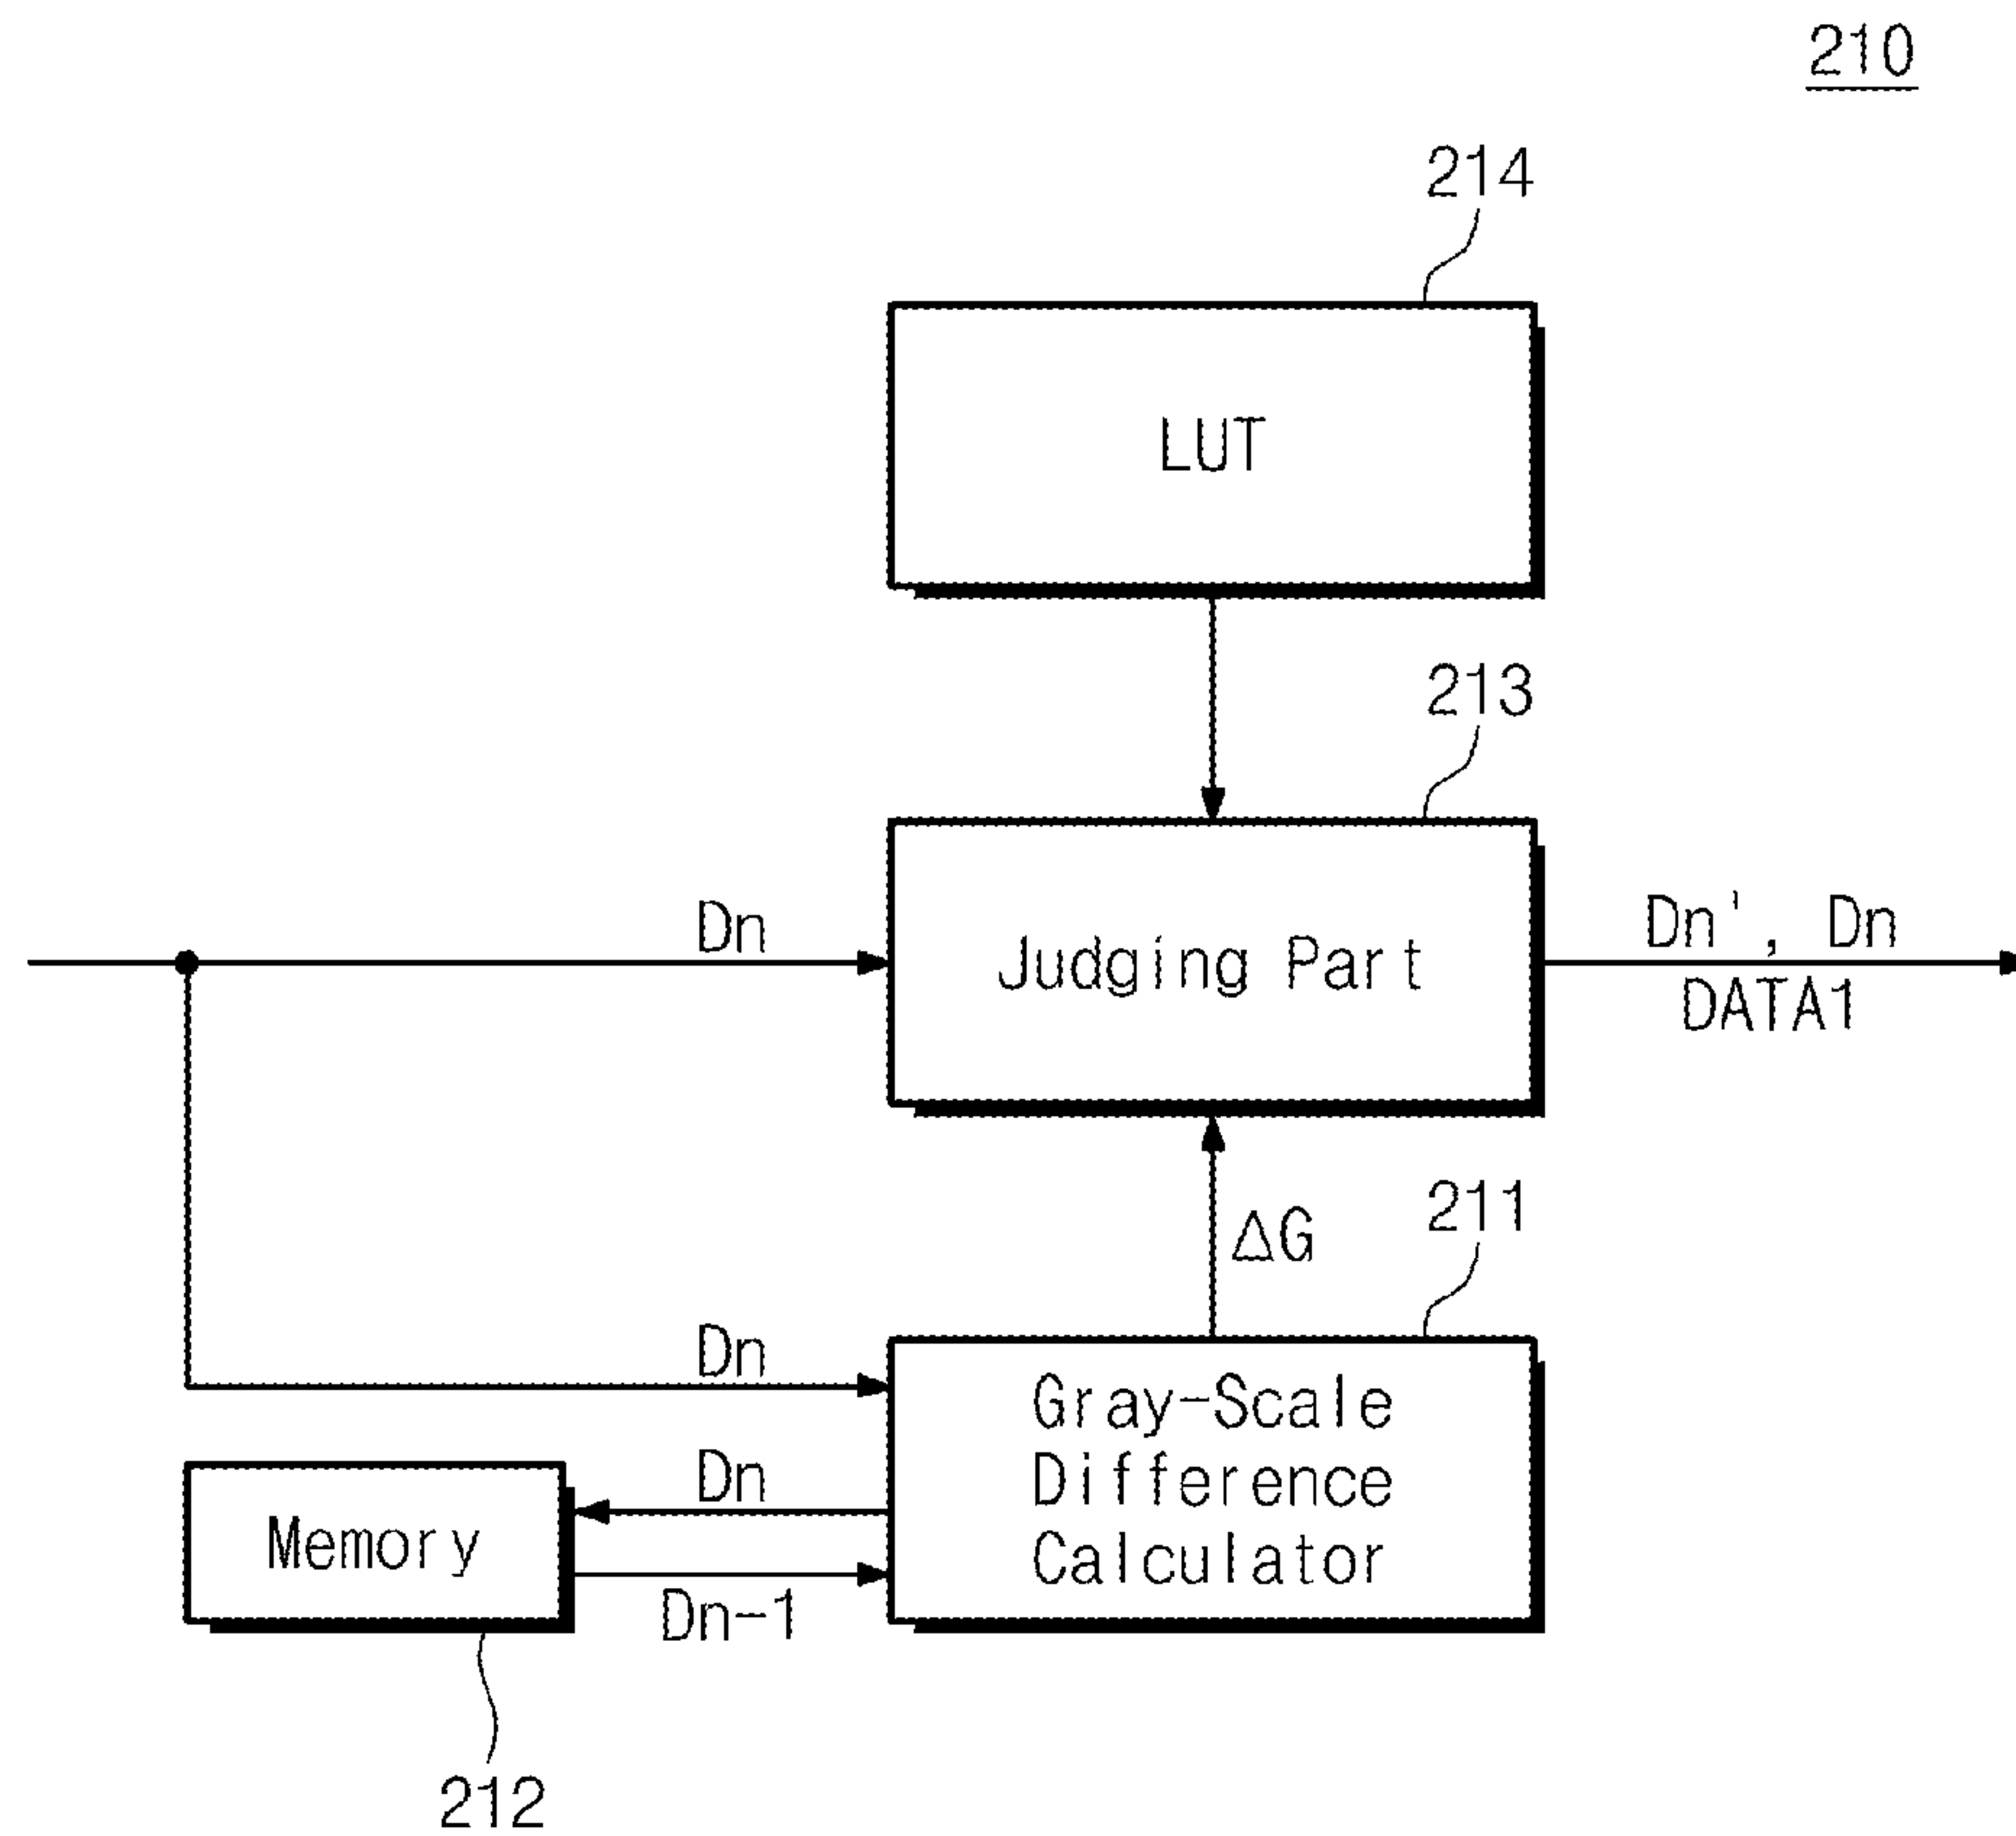 210
214
LUT
213
Dn
Judging Part
Dn', Dn
DATA1
211
ΔG
Dn
Gray-Scale
Difference
Calculator
Dn
Memory
Dn-1
212